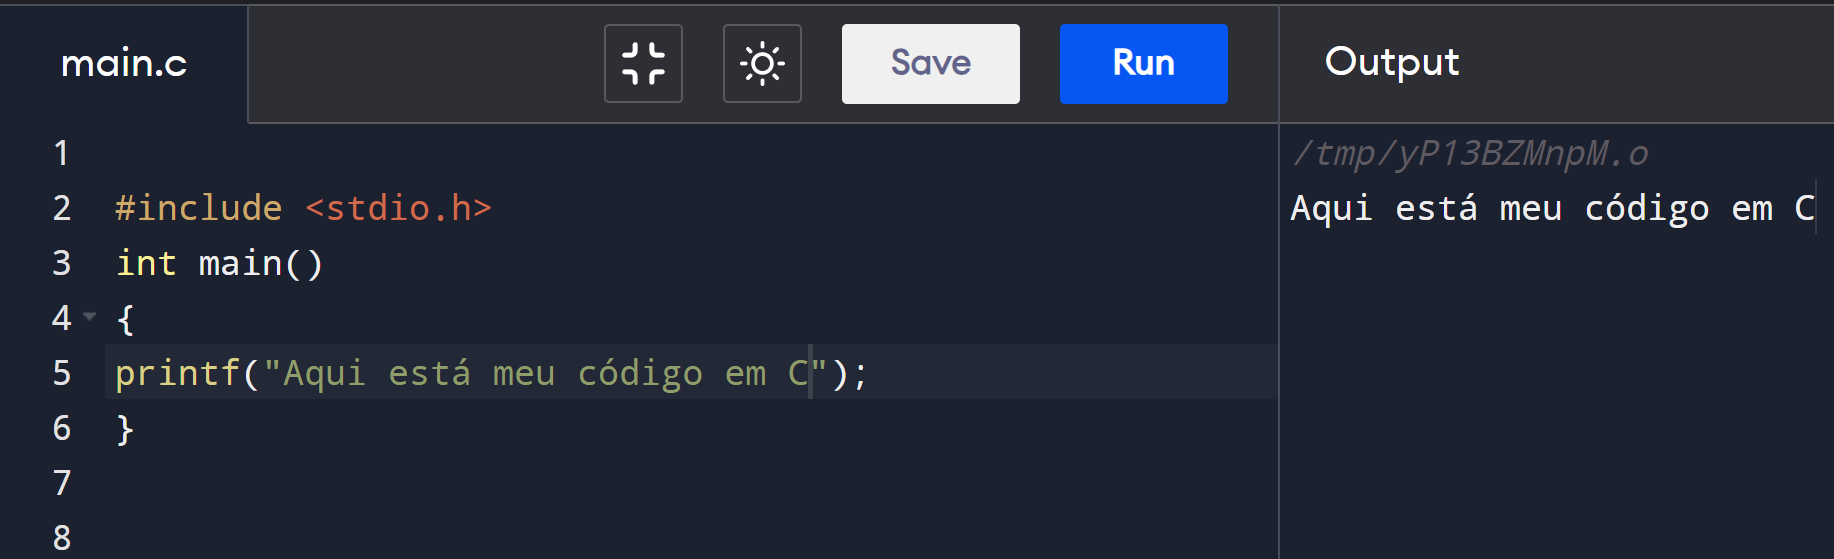 main.c
Save
Run
Output
1
2 #include <stdio.h>
3 int main()
4 {
5 printf("Aqui está meu código em C");
6 }
7
8
/tmp/yP13BZMnpM.o
Aqui está meu código em C